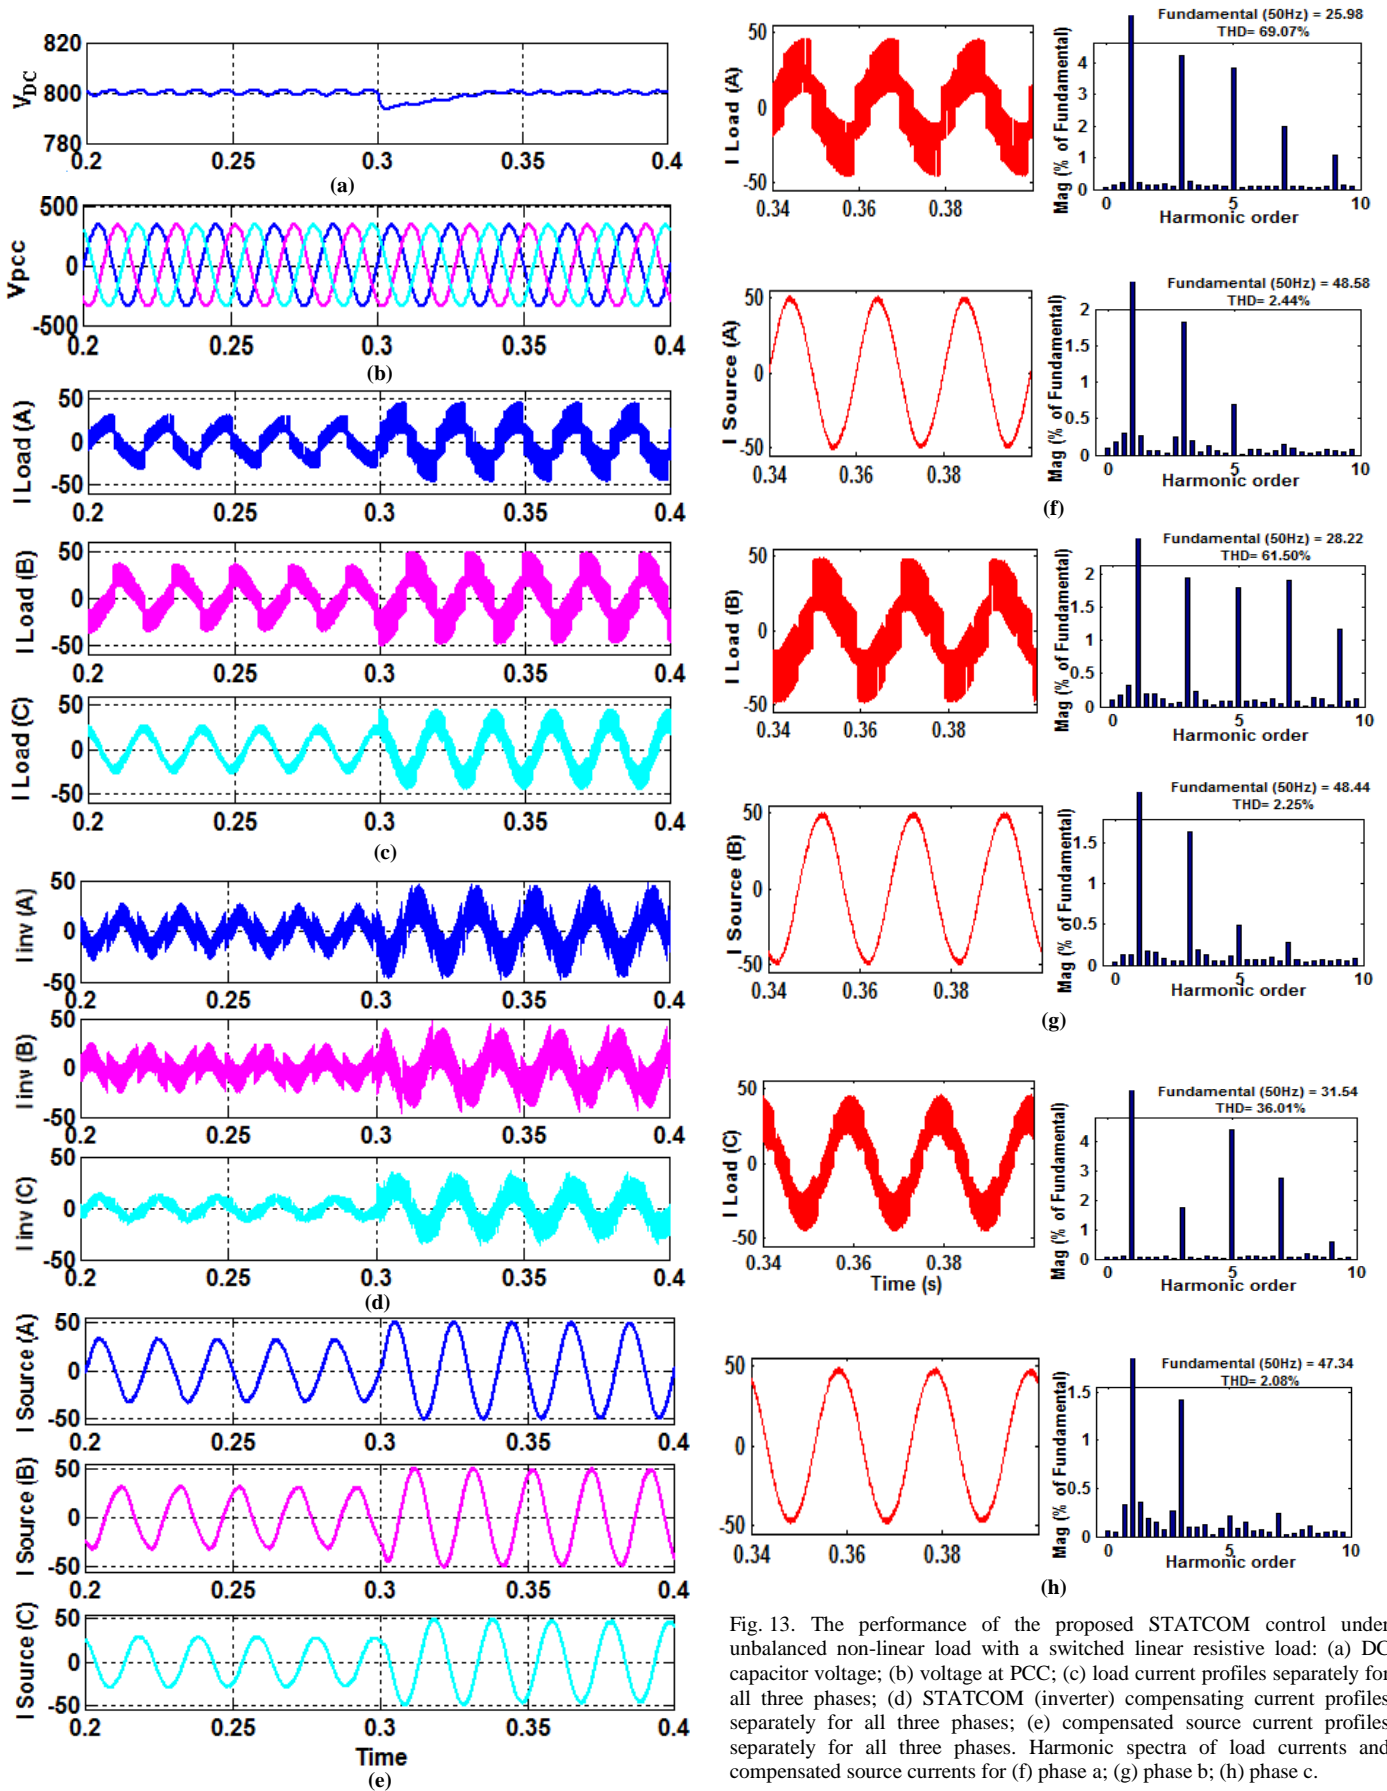 820
800
780
V_DC
0.2 0.25 0.3 0.35 0.4
(a)
500
0
-500
Vpcc
0.2 0.25 0.3 0.35 0.4
(b)
50
0
-50
I Load (A)
0.2 0.25 0.3 0.35 0.4
50
0
-50
I Load (B)
0.2 0.25 0.3 0.35 0.4
50
0
-50
I Load (C)
0.2 0.25 0.3 0.35 0.4
(c)
50
0
-50
I inv (A)
0.2 0.25 0.3 0.35 0.4
50
0
-50
I inv (B)
0.2 0.25 0.3 0.35 0.4
50
0
-50
I inv (C)
0.2 0.25 0.3 0.35 0.4
(d)
50
0
-50
I Source (A)
0.2 0.25 0.3 0.35 0.4
50
0
-50
I Source (B)
0.2 0.25 0.3 0.35 0.4
50
0
-50
I Source (C)
0.2 0.25 0.3 0.35 0.4
Time
(e)
50
0
-50
I Load (A)
0.34 0.36 0.38
Fundamental (50Hz) = 25.98
THD= 69.07%
4
3
2
1
0
Mag (% of Fundamental)
0 5 10
Harmonic order
50
0
-50
I Source (A)
0.34 0.36 0.38
Fundamental (50Hz) = 48.58
THD= 2.44%
2
1.5
1
0.5
0
Mag (% of Fundamental)
0 5 10
Harmonic order
(f)
50
0
-50
I Load (B)
0.34 0.36 0.38
Fundamental (50Hz) = 28.22
THD= 61.50%
2
1.5
1
0.5
0
Mag (% of Fundamental)
0 5 10
Harmonic order
50
0
-50
I Source (B)
0.34 0.36 0.38
Fundamental (50Hz) = 48.44
THD= 2.25%
1.5
1
0.5
0
Mag (% of Fundamental)
0 5 10
Harmonic order
(g)
50
0
-50
I Load (C)
0.34 0.36 0.38
Time (s)
Fundamental (50Hz) = 31.54
THD= 36.01%
4
3
2
1
0
Mag (% of Fundamental)
0 5 10
Harmonic order
50
0
-50
0.34 0.36 0.38
I Source (C)
Fundamental (50Hz) = 47.34
THD= 2.08%
1.5
1
0.5
0
Mag (% of Fundamental)
0 5 10
Harmonic order
(h)
Fig. 13. The performance of the proposed STATCOM control under
unbalanced non-linear load with a switched linear resistive load: (a) DC
capacitor voltage; (b) voltage at PCC; (c) load current profiles separately for
all three phases; (d) STATCOM (inverter) compensating current profiles
separately for all three phases; (e) compensated source current profiles
separately for all three phases. Harmonic spectra of load currents and
compensated source currents for (f) phase a; (g) phase b; (h) phase c.